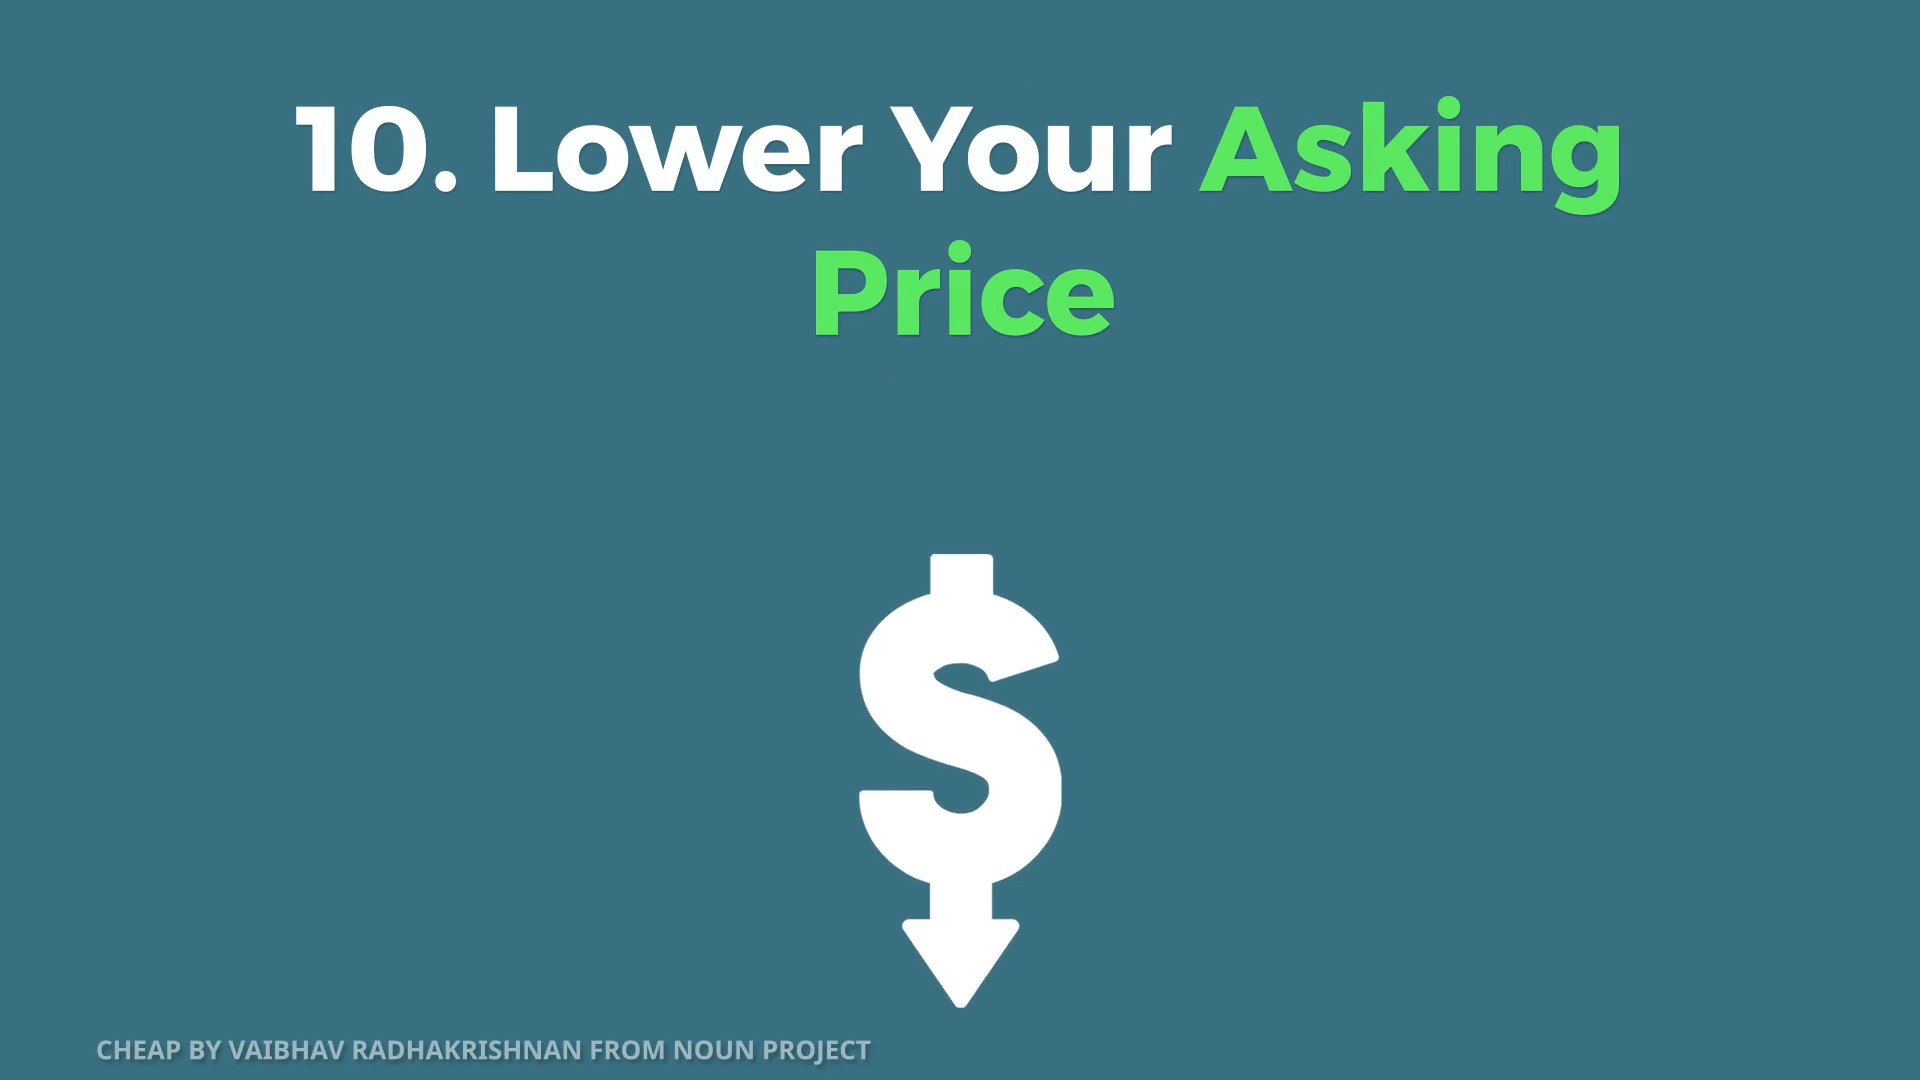 10. Lower Your Asking
Price
CHEAP BY VAIBHAV RADHAKRISHNAN FROM NOUN PROJECT